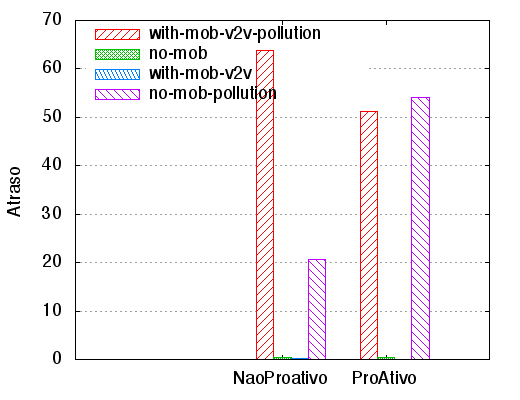 70
60
50
40
30
20
10
0
Atraso
with-mob-v2v-pollution
no-mob
with-mob-v2v
no-mob-pollution
NaoProativo
ProAtivo